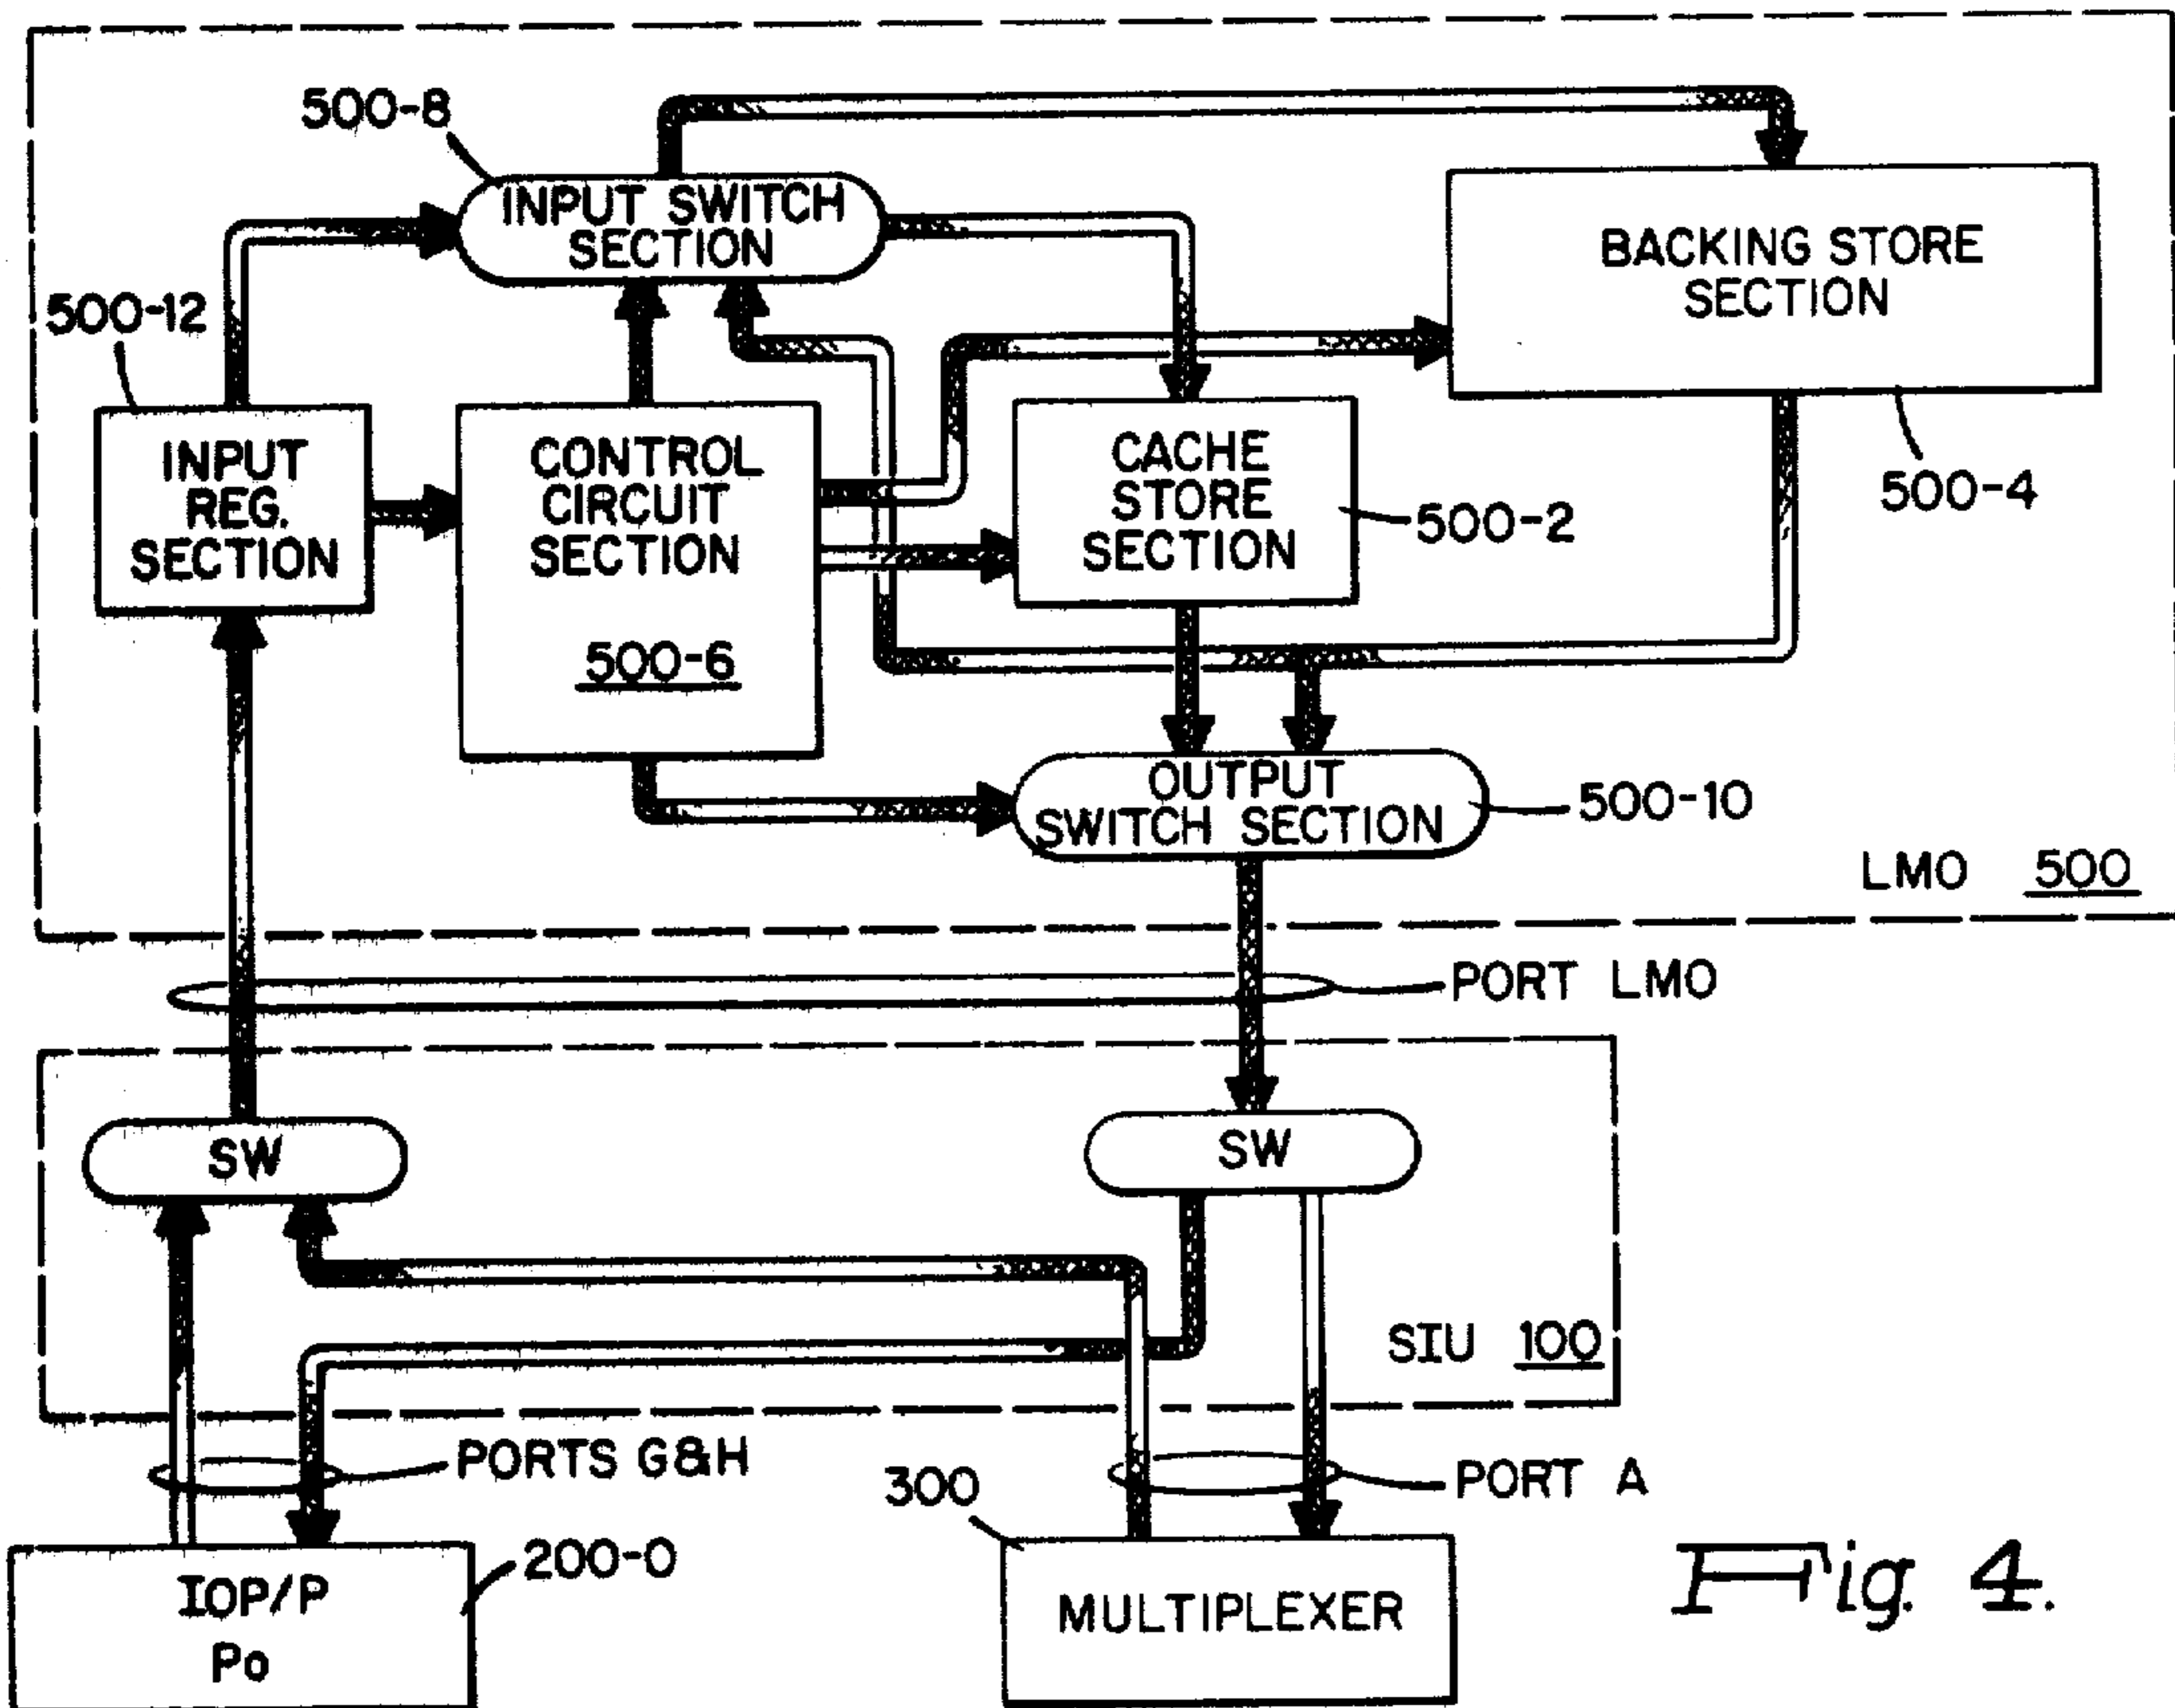 500-8
INPUT SWITCH
SECTION
BACKING STORE
SECTION
500-12
INPUT
REG.
SECTION
CONTROL
CIRCUIT
SECTION
500-6
CACHE
STORE
SECTION
500-2
500-4
OUTPUT
SWITCH SECTION
500-10
LMO 500
PORT LMO
SW
SW
SIU 100
PORTS G&H
300
PORT A
200-0
IOP/P
Po
MULTIPLEXER
Fig. 4.